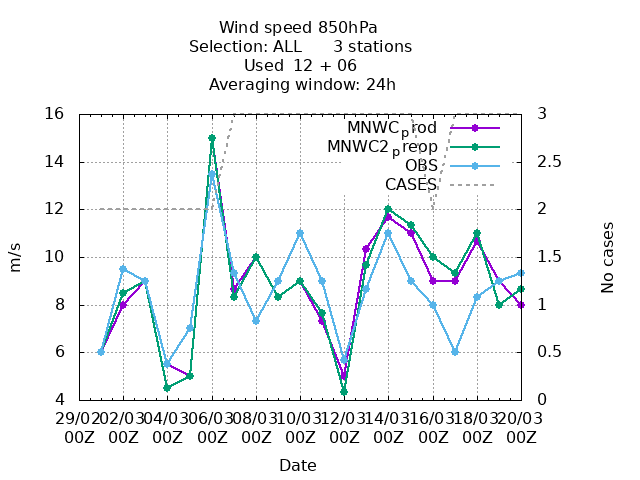 Wind speed 850hPa
Selection: ALL 3 stations
Used 12 + 06
Averaging window: 24h
16 3
MNWCprod
MNWC2preop
14 2.5
OBS
CASES
12 2
10 1.5
m/s No cases
8 1
6 0.5
4 0
29/02 02/03 04/03 06/03 08/03 10/03 12/03 14/03 16/03 18/03 20/03
00Z 00Z 00Z 00Z 00Z 00Z 00Z 00Z 00Z 00Z 00Z
Date